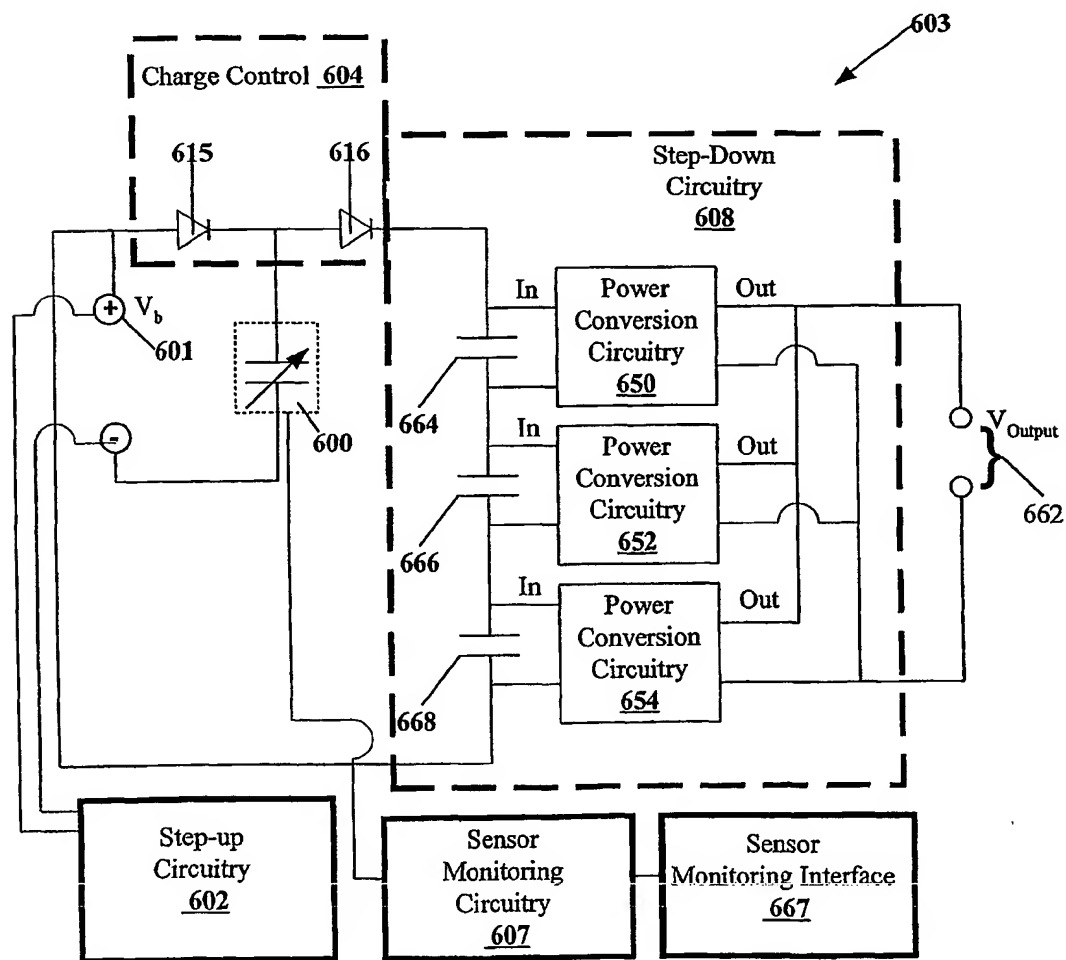 603
Charge Control 604
615
616
Step-Down
Circuitry
608
+
V_b
601
-
600
In
Power
Conversion
Circuitry
650
Out
664
In
Power
Conversion
Circuitry
652
Out
666
In
Power
Conversion
Circuitry
654
Out
668
V_Output
662
Step-up
Circuitry
602
Sensor
Monitoring
Circuitry
607
Sensor
Monitoring Interface
667